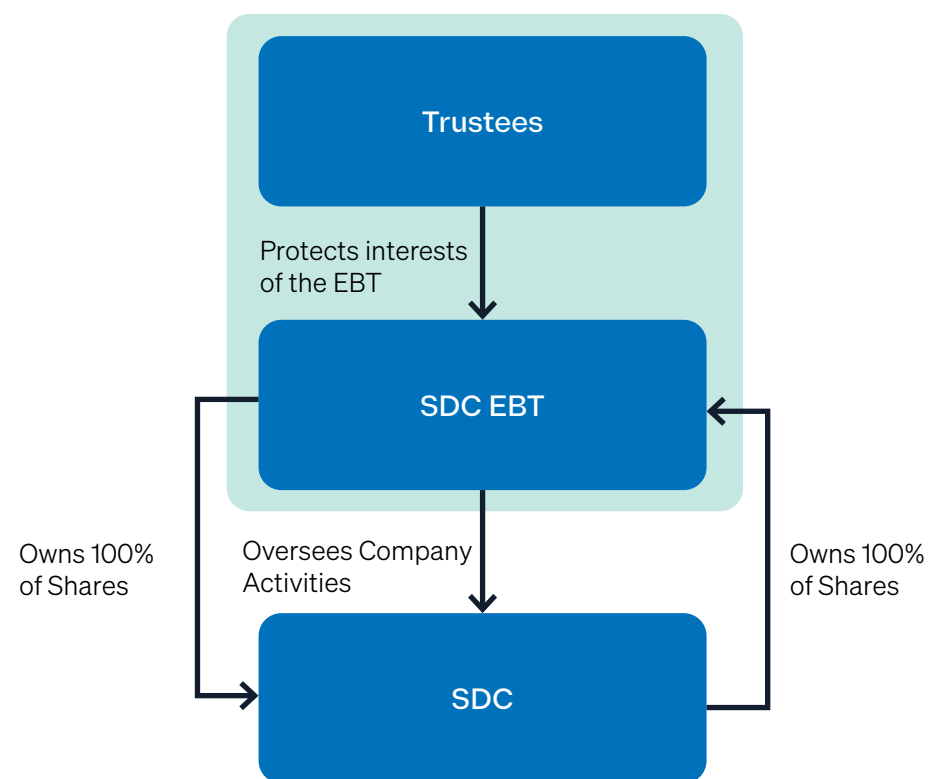 Trustees
Protects interests
of the EBT
SDC EBT
Owns 100%
of Shares
Oversees Company
Activities
Owns 100%
of Shares
SDC